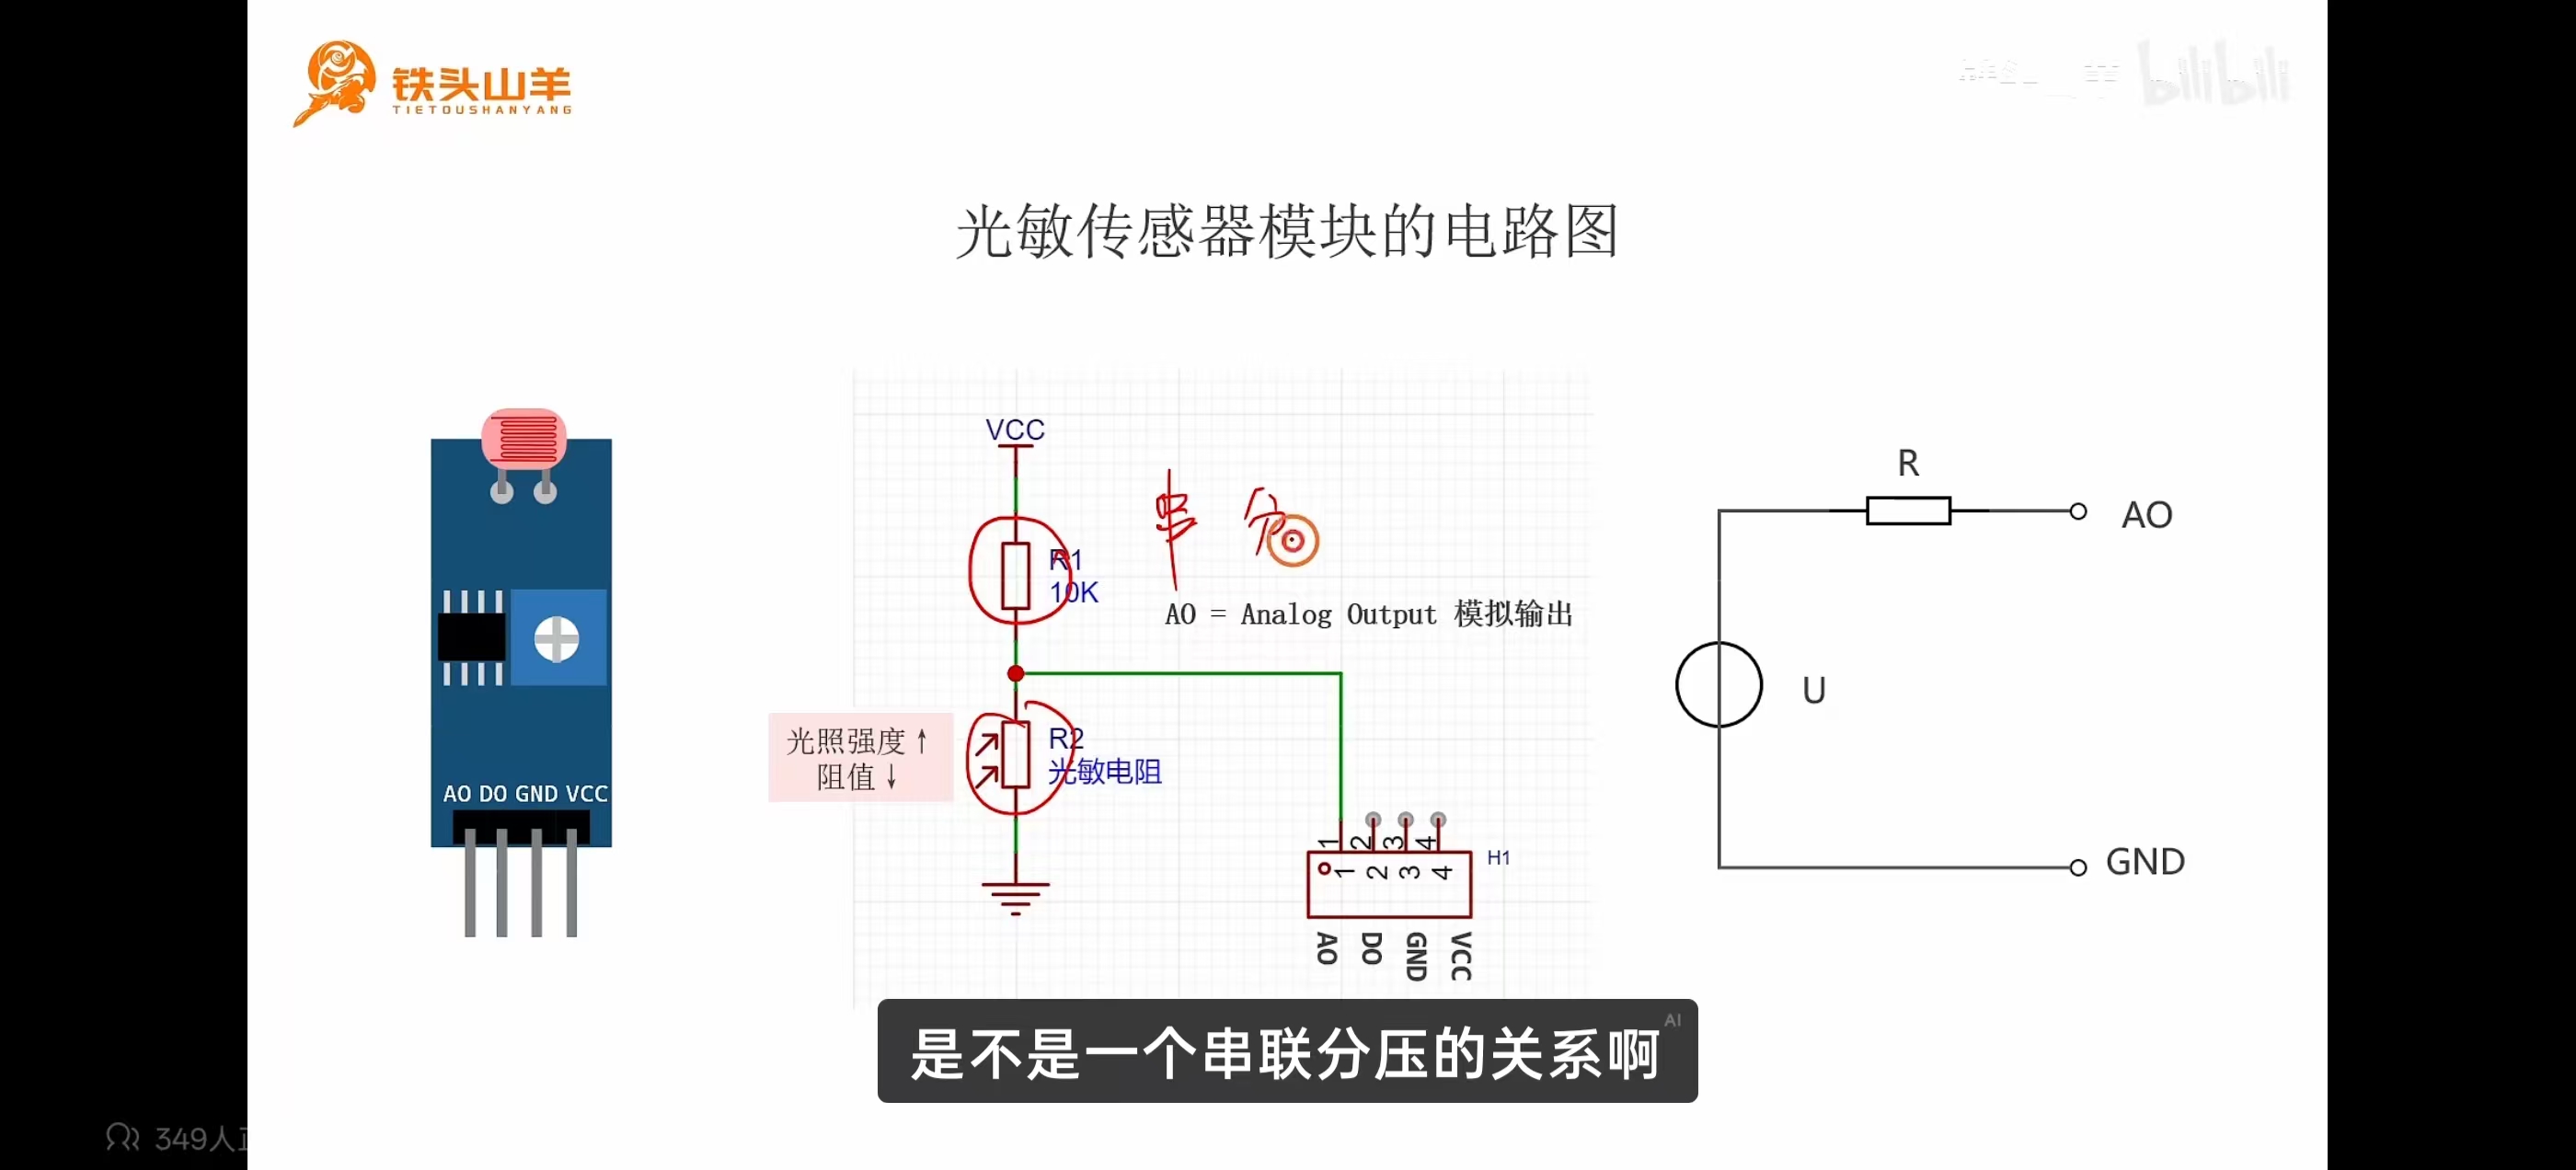 铁头山羊
TIETOUSHANYANG
bilibili
光敏传感器模块的电路图
VCC
串 分
R1
10K
AO = Analog Output 模拟输出
光照强度↑
阻值↓
R2
光敏电阻
AO DO GND VCC
1 2 3 4
1 2 3 4
H1
AO DO GND VCC
R
AO
U
GND
是不是一个串联分压的关系啊
AI
349人